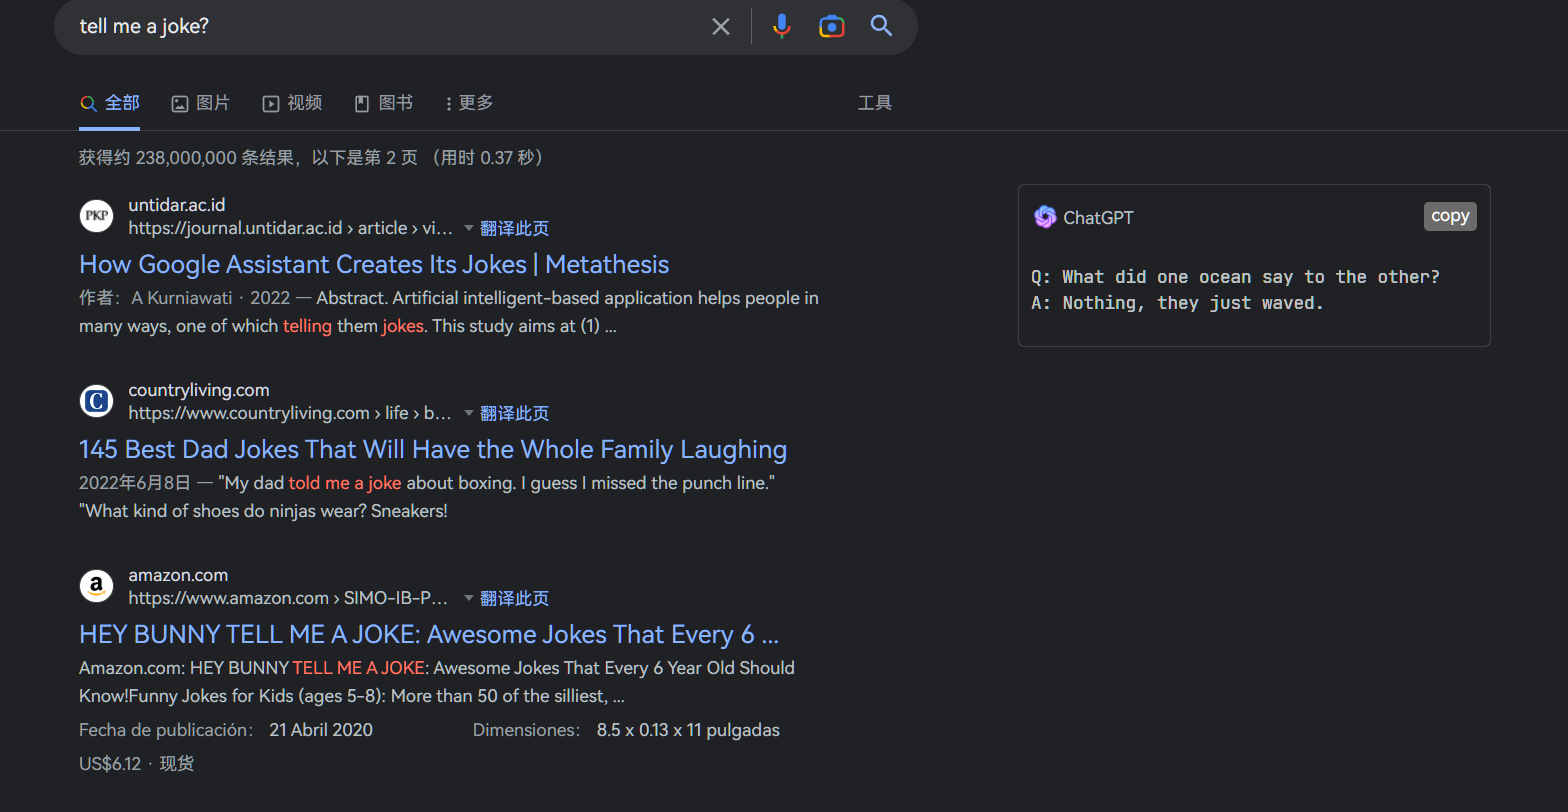 tell me a joke?
全部 图片 视频 图书 更多 工具
获得约 238,000,000 条结果，以下是第 2 页 （用时 0.37 秒）
PKP
untidar.ac.id
https://journal.untidar.ac.id › article › vi... 翻译此页
How Google Assistant Creates Its Jokes | Metathesis
作者：A Kurniawati · 2022 — Abstract. Artificial intelligent-based application helps people in
many ways, one of which telling them jokes. This study aims at (1) ...
C
countryliving.com
https://www.countryliving.com › life › b... 翻译此页
145 Best Dad Jokes That Will Have the Whole Family Laughing
2022年6月8日 — "My dad told me a joke about boxing. I guess I missed the punch line."
"What kind of shoes do ninjas wear? Sneakers!
a
amazon.com
https://www.amazon.com › SIMO-IB-P... 翻译此页
HEY BUNNY TELL ME A JOKE: Awesome Jokes That Every 6 ...
Amazon.com: HEY BUNNY TELL ME A JOKE: Awesome Jokes That Every 6 Year Old Should
Know!Funny Jokes for Kids (ages 5-8): More than 50 of the silliest, ...
Fecha de publicación： 21 Abril 2020 Dimensiones： 8.5 x 0.13 x 11 pulgadas
US$6.12 · 现货
ChatGPT copy
Q: What did one ocean say to the other?
A: Nothing, they just waved.